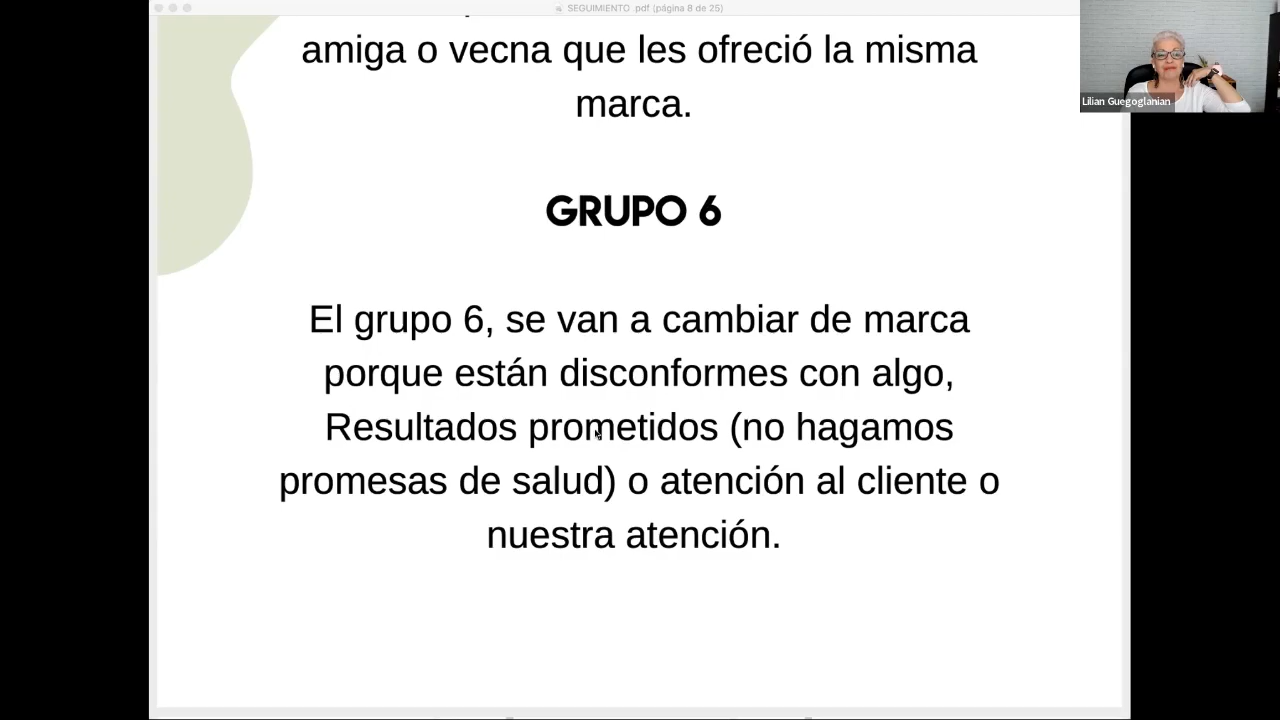 SEGUIMIENTO pdf (página 8 de 25)
amiga o vecna que les ofreció la misma
marca.
Lilian Guegoglanian
GRUPO 6
El grupo 6, se van a cambiar de marca
porque están disconformes con algo,
Resultados prometidos (no hagamos
promesas de salud) o atención al cliente o
nuestra atención.